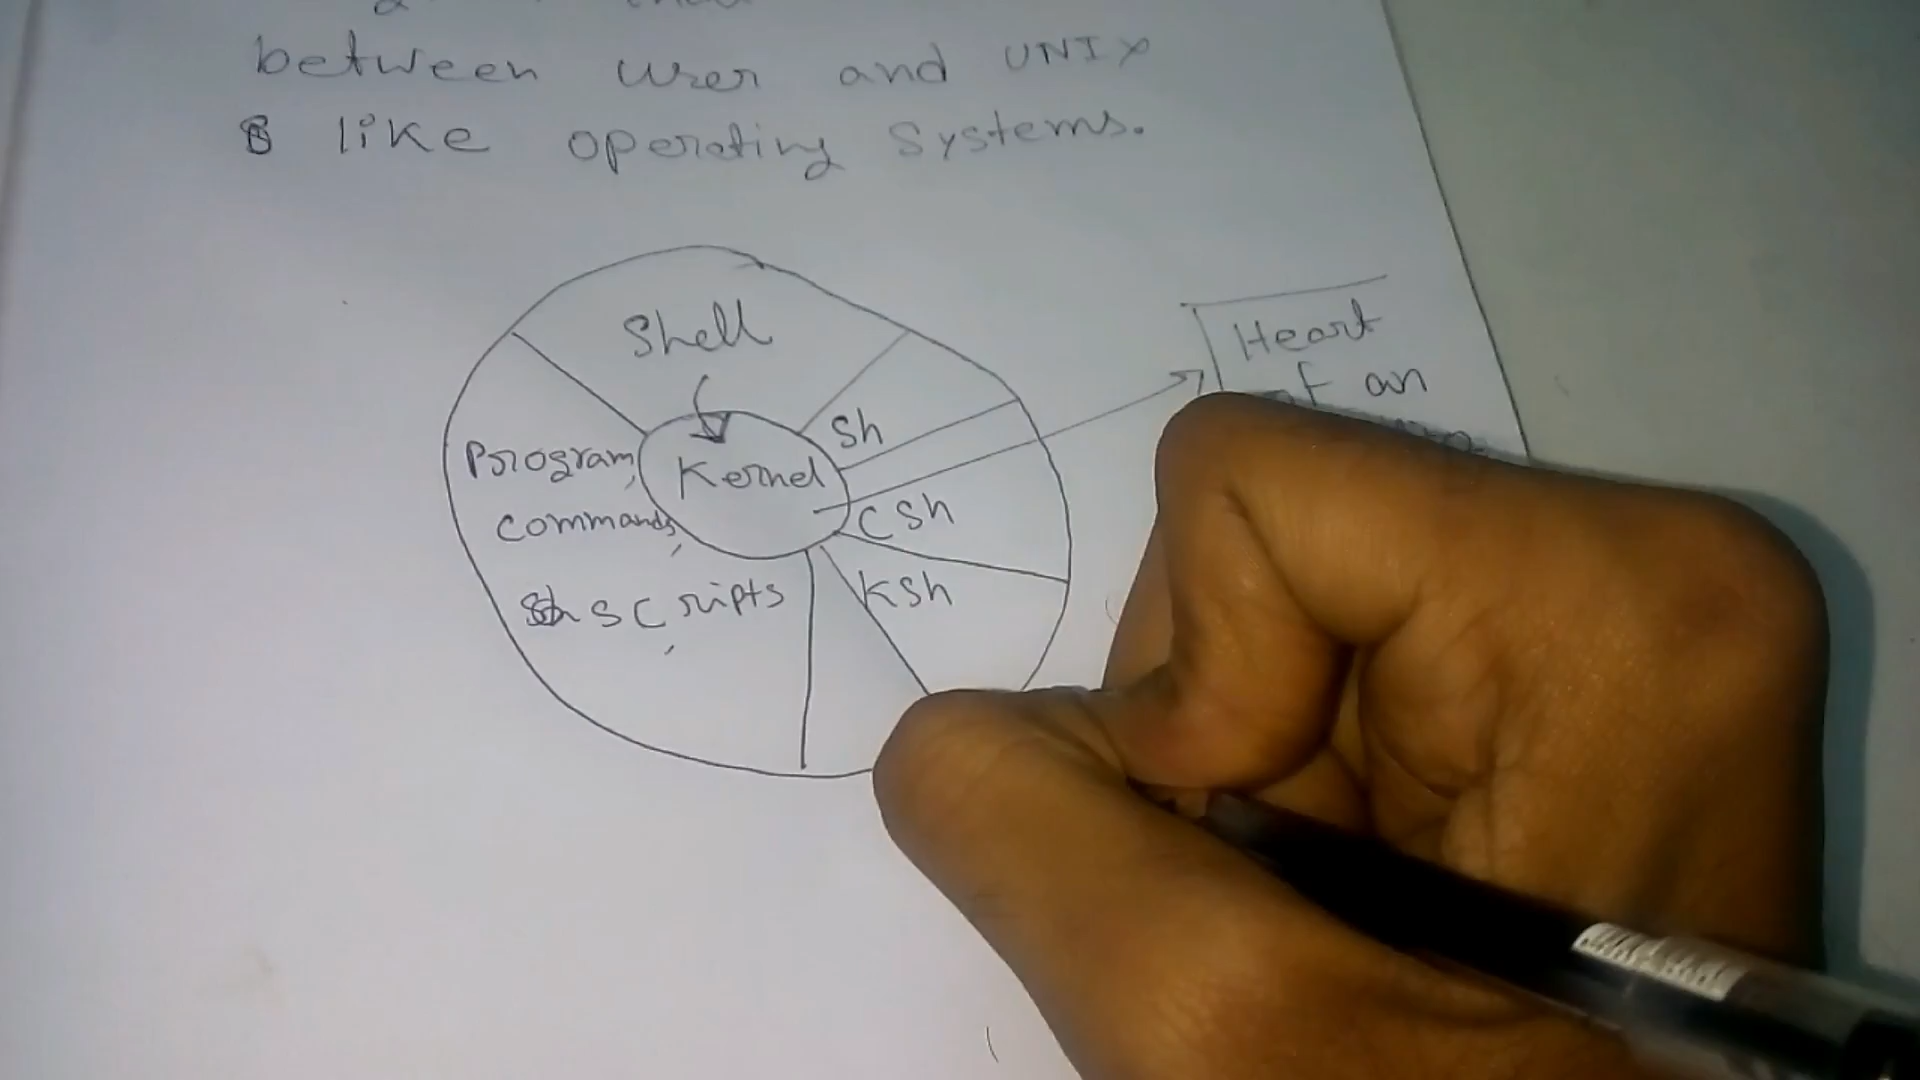 between user and UNIX
like operating systems.
Shell
Kernel
Sh
CSh
KSh
Program,
commands,
Scripts
Heart
of an